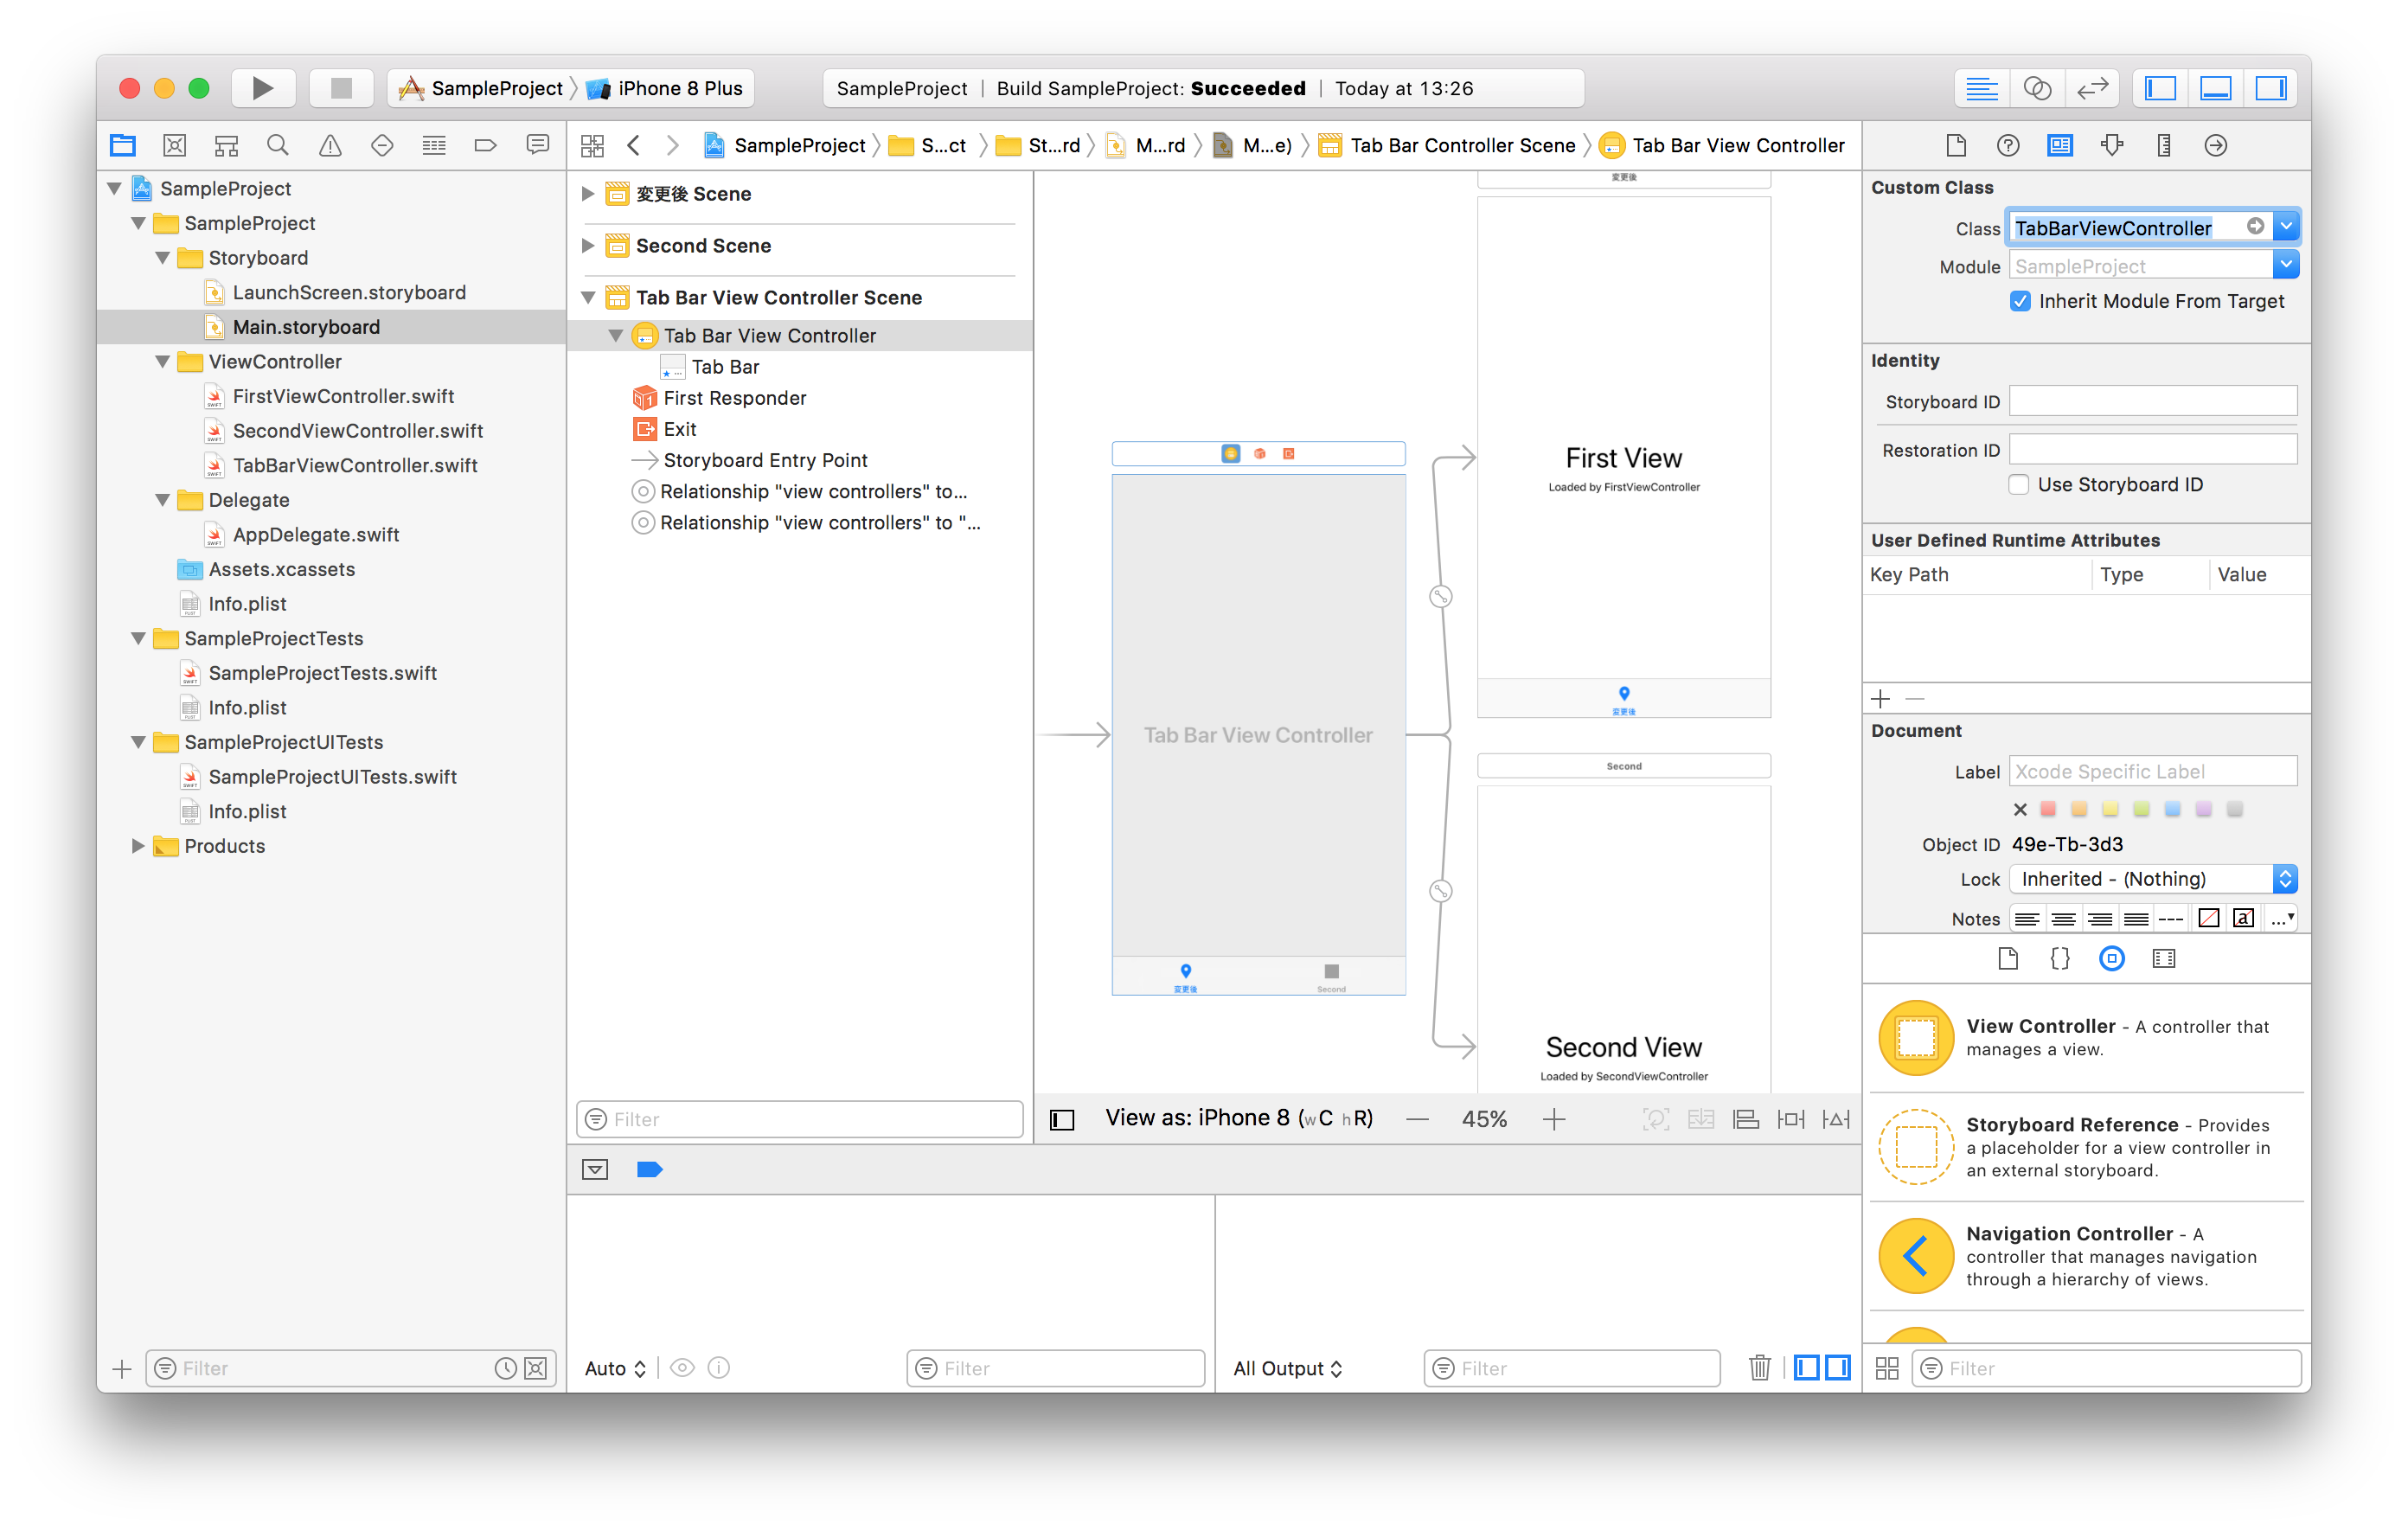 SampleProject
iPhone 8 Plus
SampleProject | Build SampleProject: Succeeded | Today at 13:26
SampleProject
S...ct
St...rd
M...rd
M...e)
Tab Bar Controller Scene
Tab Bar View Controller
SampleProject
SampleProject
Storyboard
LaunchScreen.storyboard
Main.storyboard
ViewController
FirstViewController.swift
SecondViewController.swift
TabBarViewController.swift
Delegate
AppDelegate.swift
Assets.xcassets
Info.plist
SampleProjectTests
SampleProjectTests.swift
Info.plist
SampleProjectUITests
SampleProjectUITests.swift
Info.plist
Products
Filter
変更後 Scene
Second Scene
Tab Bar View Controller Scene
Tab Bar View Controller
Tab Bar
First Responder
Exit
Storyboard Entry Point
Relationship "view controllers" to...
Relationship "view controllers" to "...
Filter
Tab Bar View Controller
変更後
Second
変更後
First View
Loaded by FirstViewController
変更後
Second
Second View
Loaded by SecondViewController
View as: iPhone 8 (wC hR)
45%
Auto
Filter
All Output
Filter
Custom Class
Class TabBarViewController
Module SampleProject
Inherit Module From Target
Identity
Storyboard ID
Restoration ID
Use Storyboard ID
User Defined Runtime Attributes
Key Path Type Value
Document
Label Xcode Specific Label
Object ID 49e-Tb-3d3
Lock Inherited - (Nothing)
Notes
View Controller - A controller that
manages a view.
Storyboard Reference - Provides
a placeholder for a view controller in
an external storyboard.
Navigation Controller - A
controller that manages navigation
through a hierarchy of views.
Filter